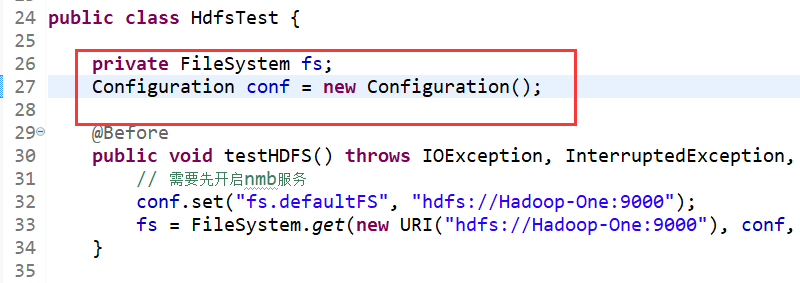 24 public class HdfsTest {
25
26 private FileSystem fs;
27 Configuration conf = new Configuration();
28
29 @Before
30 public void testHDFS() throws IOException, InterruptedException,
31 // 需要先开启nmb服务
32 conf.set("fs.defaultFS", "hdfs://Hadoop-One:9000");
33 fs = FileSystem.get(new URI("hdfs://Hadoop-One:9000"), conf,
34 }
35